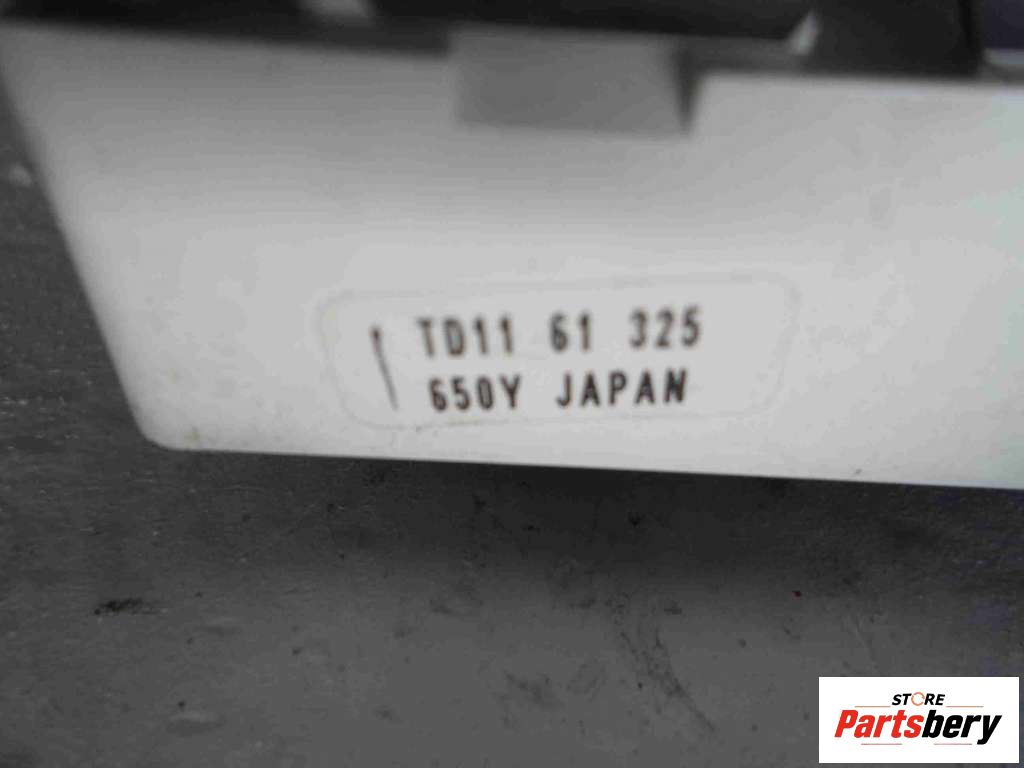 TD11 61 325
650Y JAPAN
STORE
Partsbery